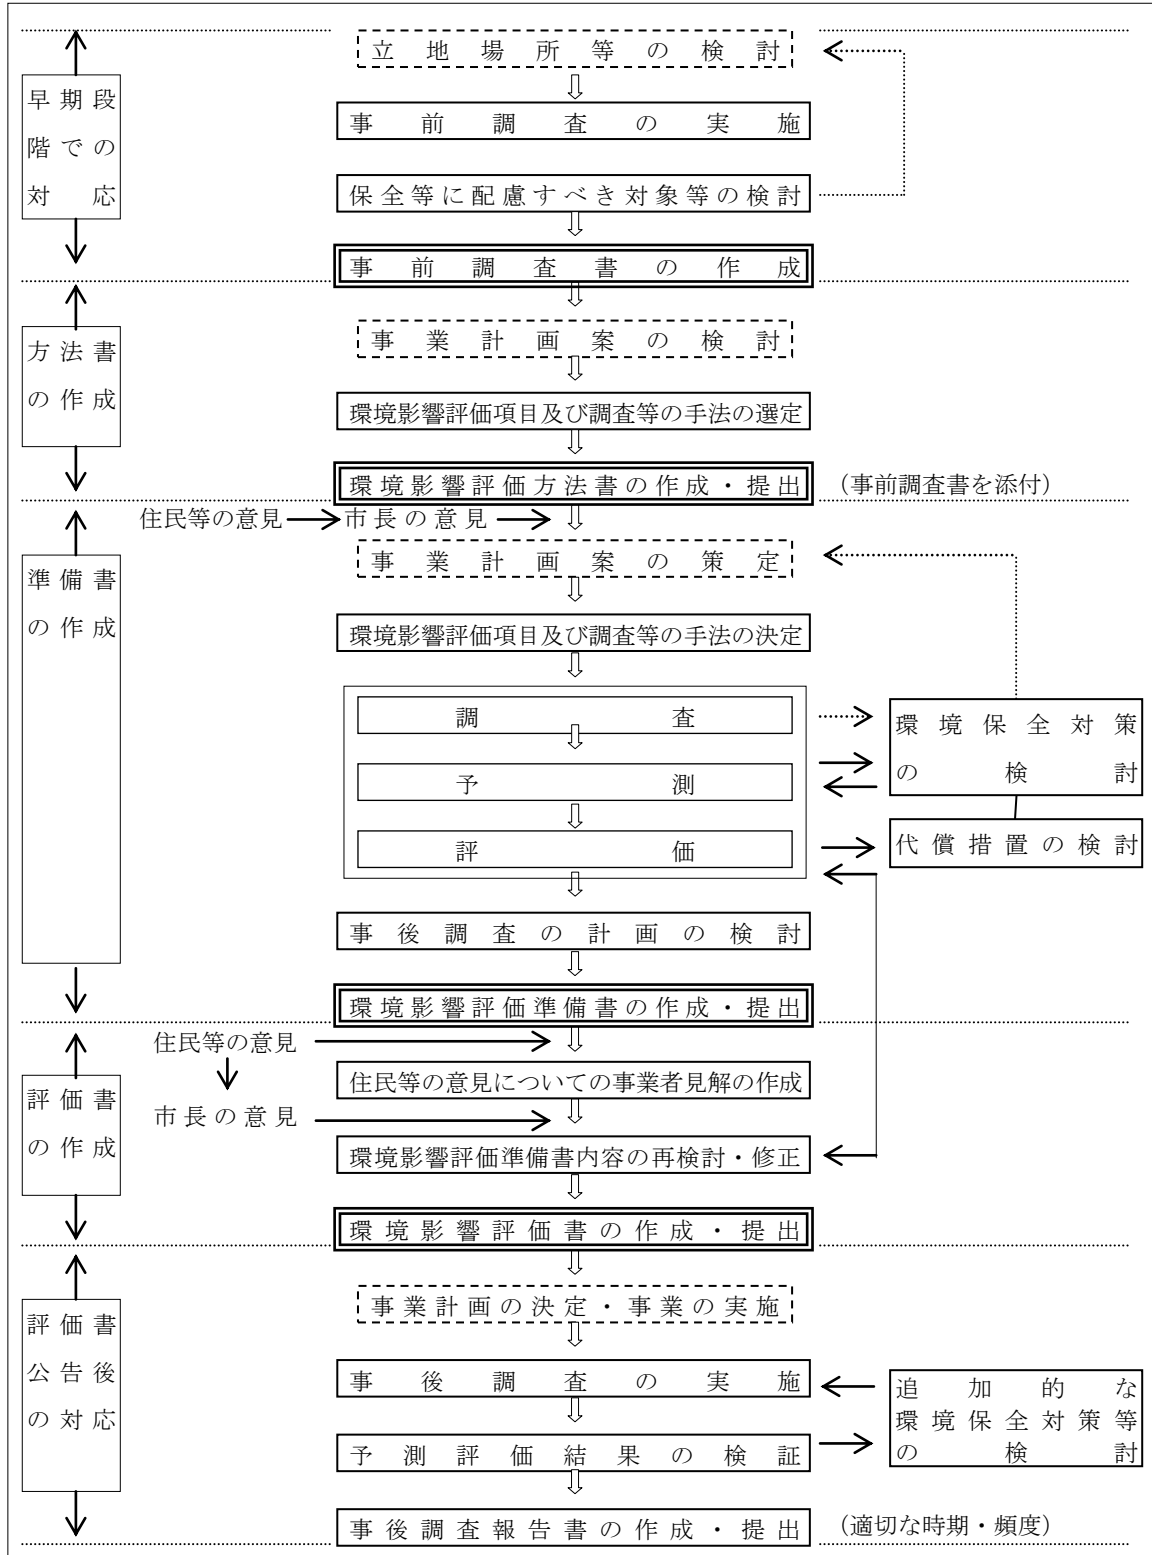 立地場所等の検討
早期段
階での
対応
事前調査の実施
保全等に配慮すべき対象等の検討
事前調査書の作成
方法書
の作成
事業計画案の検討
環境影響評価項目及び調査等の手法の選定
環境影響評価方法書の作成・提出
（事前調査書を添付）
住民等の意見
市長の意見
準備書
の作成
事業計画案の策定
環境影響評価項目及び調査等の手法の決定
調査
予測
評価
環境保全対策
の検討
代償措置の検討
事後調査の計画の検討
環境影響評価準備書の作成・提出
評価書
の作成
住民等の意見
住民等の意見についての事業者見解の作成
市長の意見
環境影響評価準備書内容の再検討・修正
環境影響評価書の作成・提出
評価書
公告後
の対応
事業計画の決定・事業の実施
事後調査の実施
追加的な
環境保全対策等
の検討
予測評価結果の検証
事後調査報告書の作成・提出
（適切な時期・頻度）